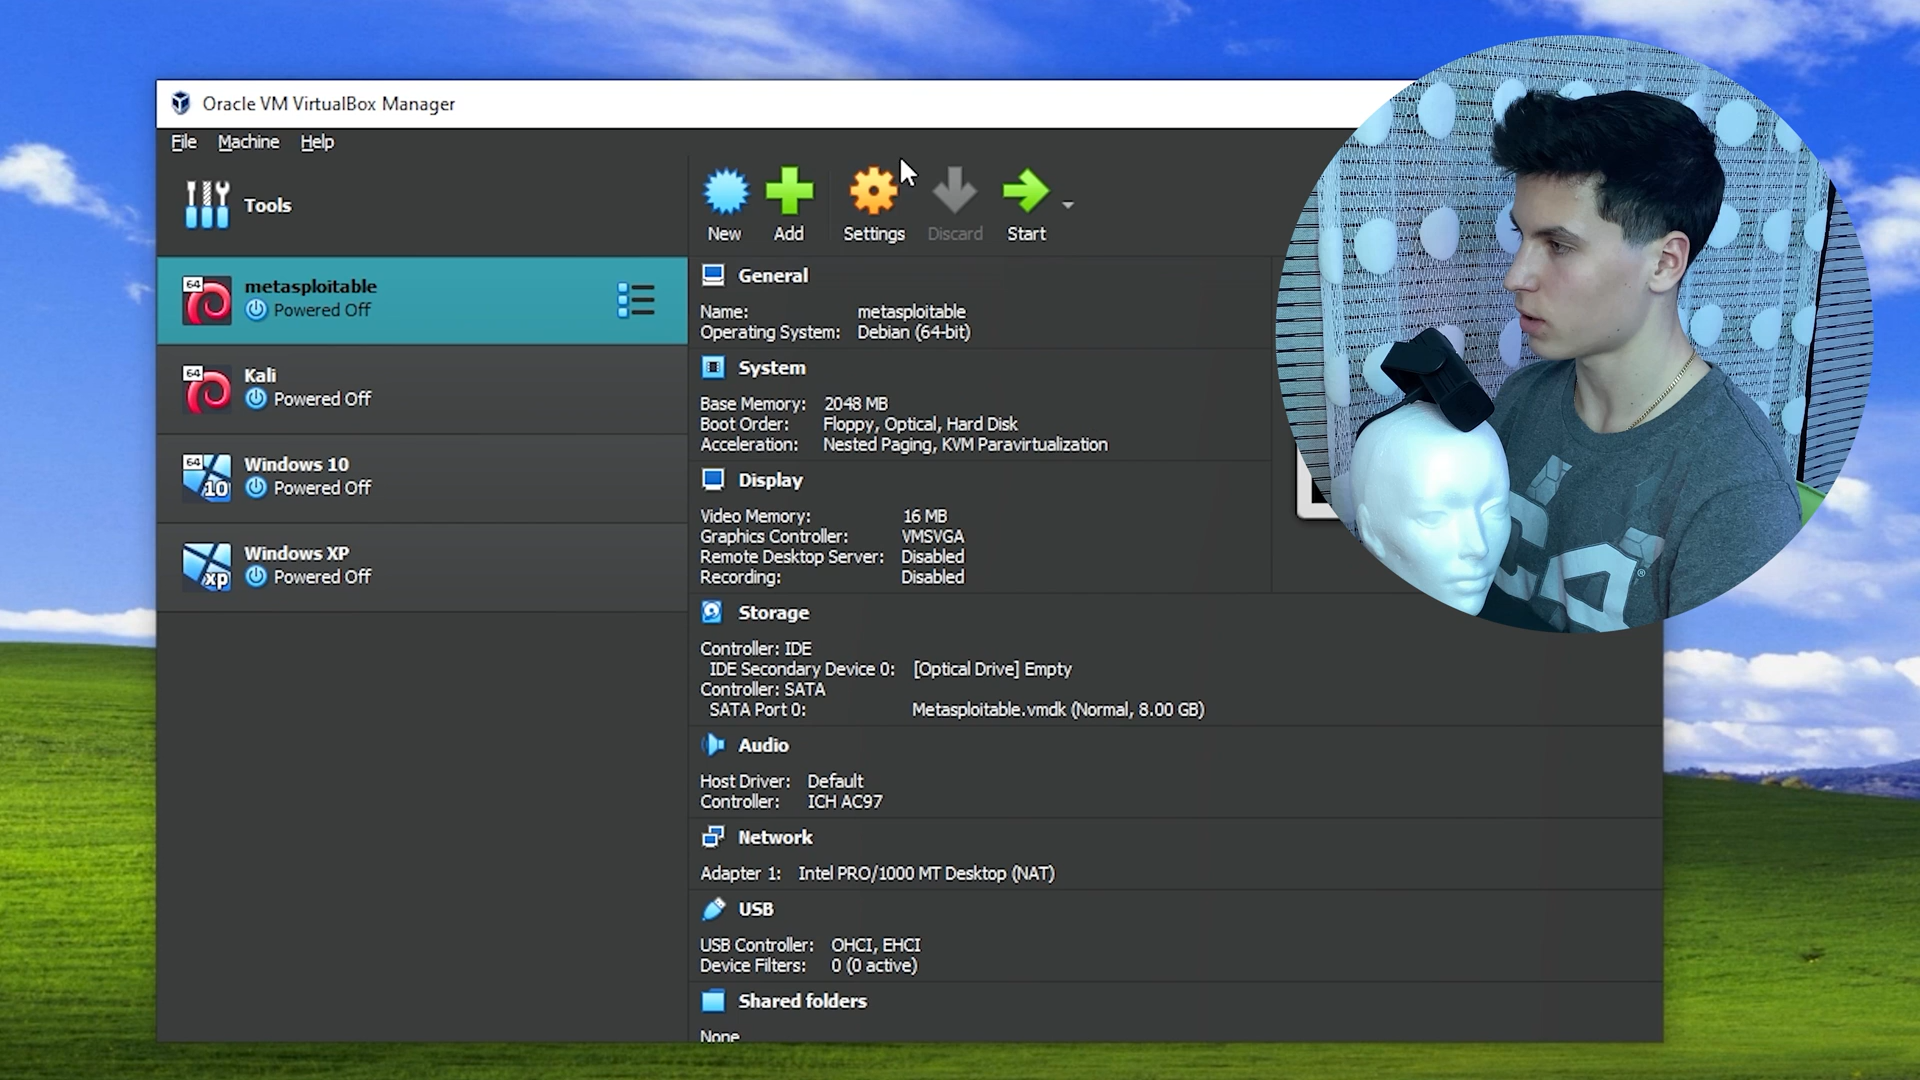 Oracle VM VirtualBox Manager
File Machine Help
Tools
New Add Settings Discard Start
64 metasploitable
Powered Off
64 Kali
Powered Off
64 10 Windows 10
Powered Off
xp Windows XP
Powered Off
General
Name: metasploitable
Operating System: Debian (64-bit)
System
Base Memory: 2048 MB
Boot Order: Floppy, Optical, Hard Disk
Acceleration: Nested Paging, KVM Paravirtualization
Display
Video Memory: 16 MB
Graphics Controller: VMSVGA
Remote Desktop Server: Disabled
Recording: Disabled
Storage
Controller: IDE
IDE Secondary Device 0: [Optical Drive] Empty
Controller: SATA
SATA Port 0: Metasploitable.vmdk (Normal, 8.00 GB)
Audio
Host Driver: Default
Controller: ICH AC97
Network
Adapter 1: Intel PRO/1000 MT Desktop (NAT)
USB
USB Controller: OHCI, EHCI
Device Filters: 0 (0 active)
Shared folders
None